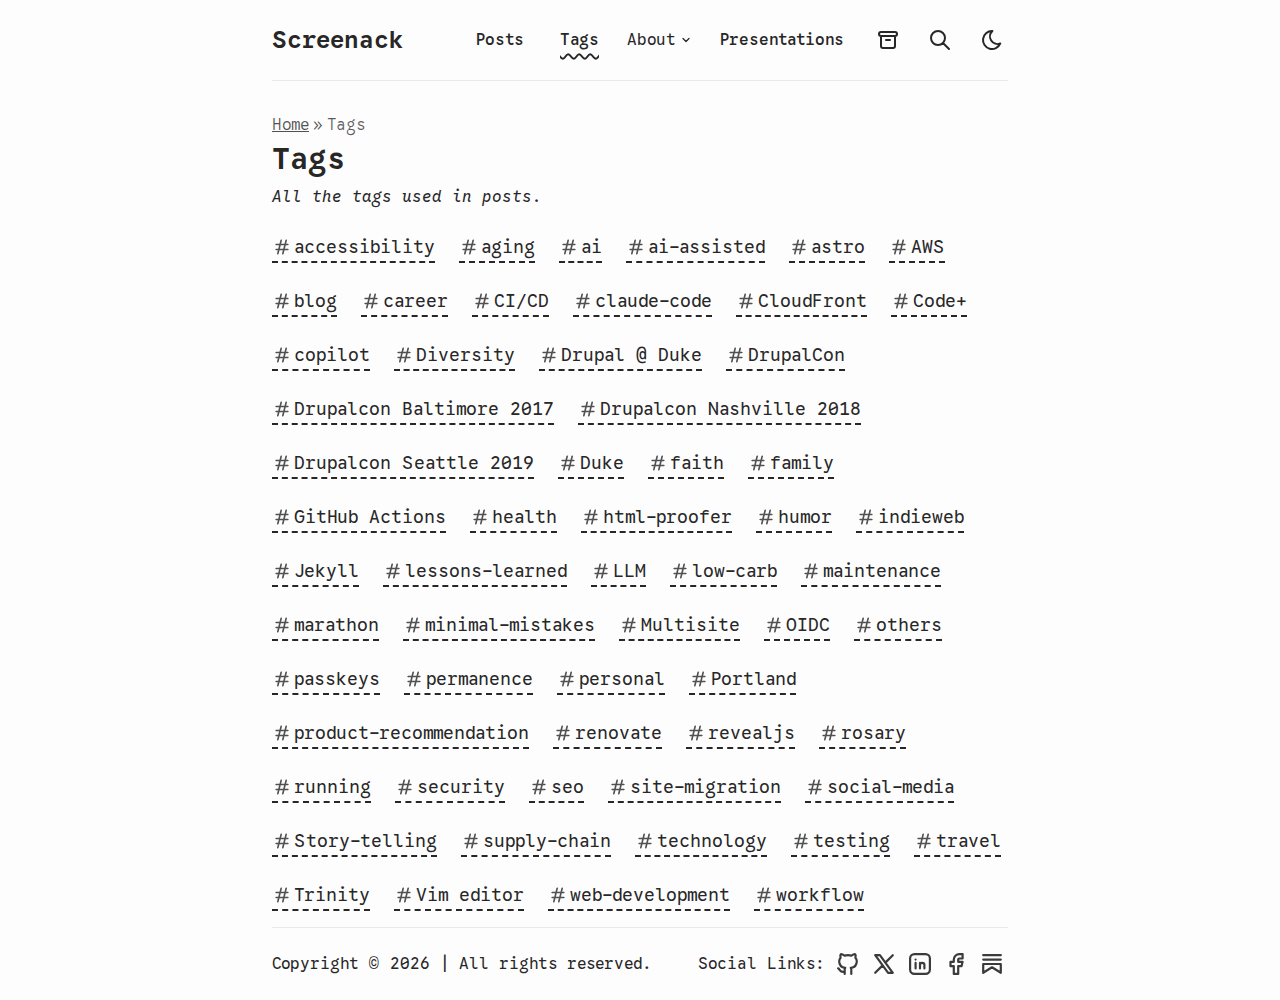 Screenack Posts Tags About Presentations
Home » Tags
Tags
All the tags used in posts.
# accessibility # aging # ai # ai-assisted # astro # AWS
# blog # career # CI/CD # claude-code # CloudFront # Code+
# copilot # Diversity # Drupal @ Duke # DrupalCon
# Drupalcon Baltimore 2017 # Drupalcon Nashville 2018
# Drupalcon Seattle 2019 # Duke # faith # family
# GitHub Actions # health # html-proofer # humor # indieweb
# Jekyll # lessons-learned # LLM # low-carb # maintenance
# marathon # minimal-mistakes # Multisite # OIDC # others
# passkeys # permanence # personal # Portland
# product-recommendation # renovate # revealjs # rosary
# running # security # seo # site-migration # social-media
# Story-telling # supply-chain # technology # testing # travel
# Trinity # Vim editor # web-development # workflow
Copyright © 2026 | All rights reserved. Social Links: